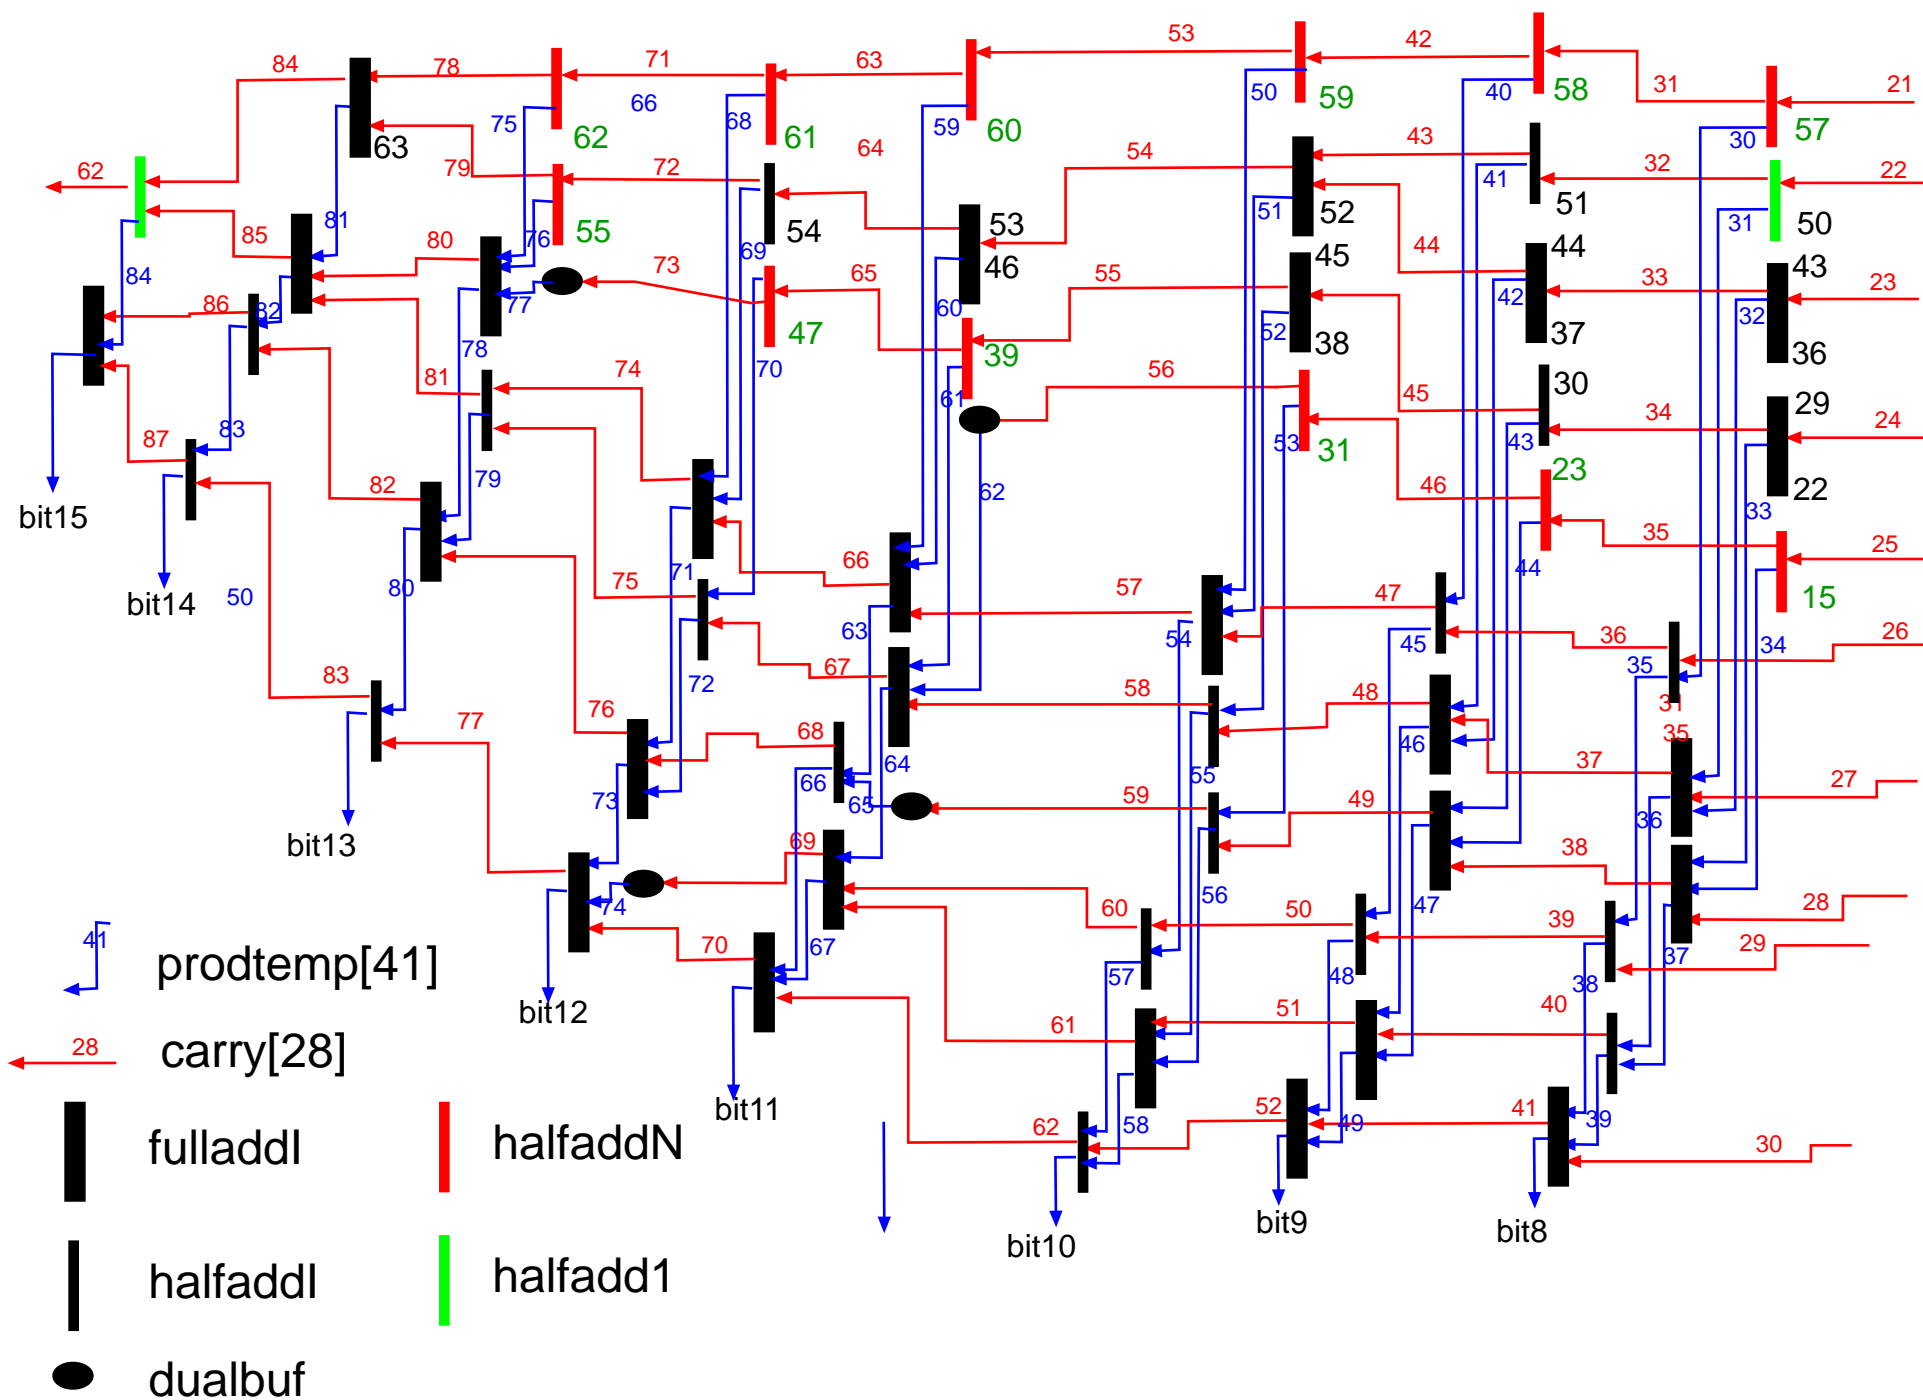 84 78 71 63 53 42 31 21
75 66 68 59 50 59 40 58 30 57
62 61 60
63 79 72 64 54 43 32 22
62 55 54 53 52 41 51 31 50
81 76 69 46 51 45 44 43
84 85 80 73 65 55 44 33 23
86 82 77 47 60 39 52 38 42 37 32 36
78 70 61 56 30 29
81 74 31 45 34 24
87 83 79 62 53 43 23 22
82 46 33
bit15 44 35 25
bit14 50 80 75 71 66 57 47 15
63 54 45 36 34 26
83 72 67 35
77 76 68 58 48 31
73 66 64 55 46 35 37 27
bit13 65 59 49 36
69 56 38
74 60 50 47 39 28
41 prodtemp[41] 70 67 57 48 38 37 29
bit12 61 51 40
28 carry[28]
bit11 62 58 52 49 41 39 30
fulladdI halfaddN
bit10 bit9 bit8
halfaddI halfadd1
dualbuf